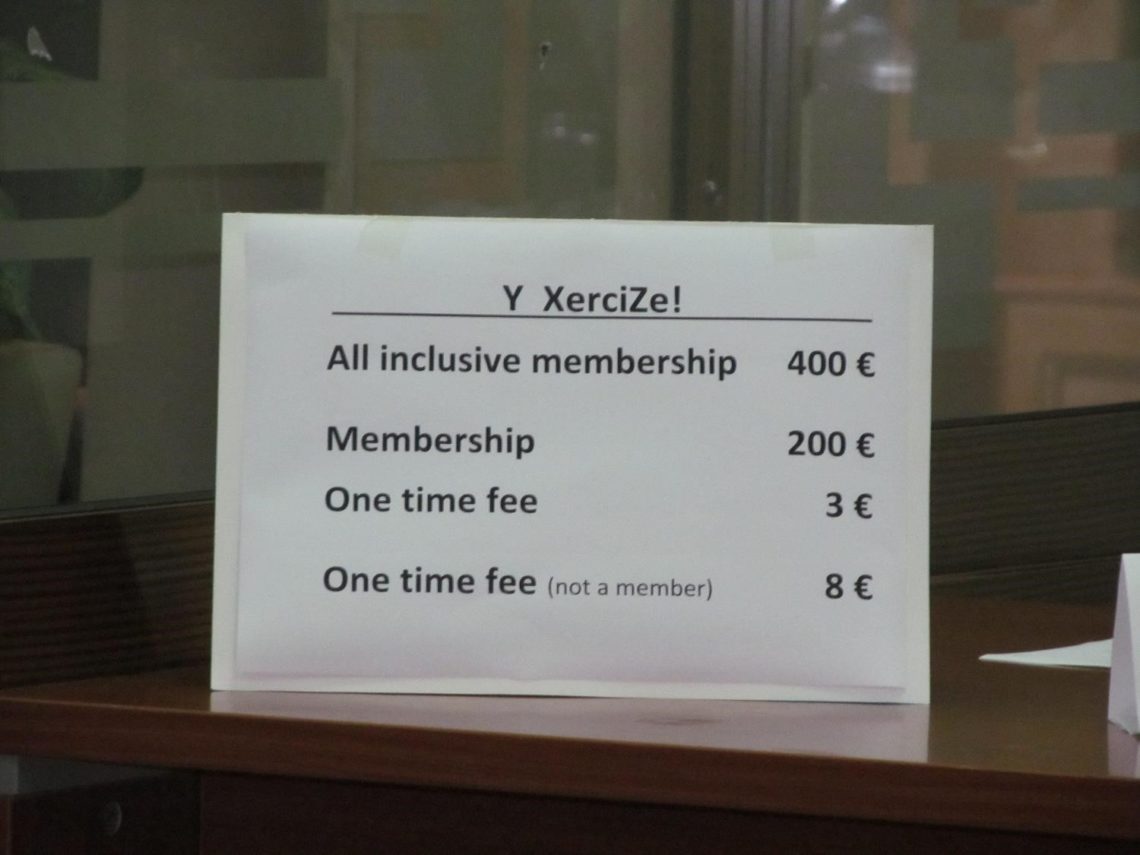 Y XerciZe!
All inclusive membership 400 €
Membership 200 €
One time fee 3 €
One time fee (not a member) 8 €